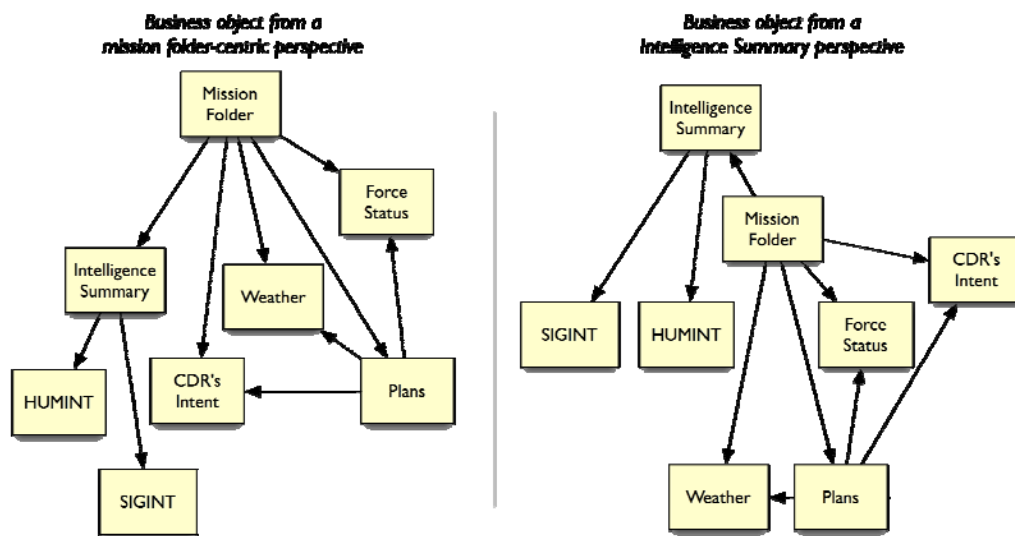 Business object from a
mission folder-centric perspective
Mission
Folder
Force
Status
Intelligence
Summary
Weather
HUMINT
CDR's
Intent
Plans
SIGINT
Business object from a
Intelligence Summary perspective
Intelligence
Summary
Mission
Folder
CDR's
Intent
SIGINT
HUMINT
Force
Status
Weather
Plans